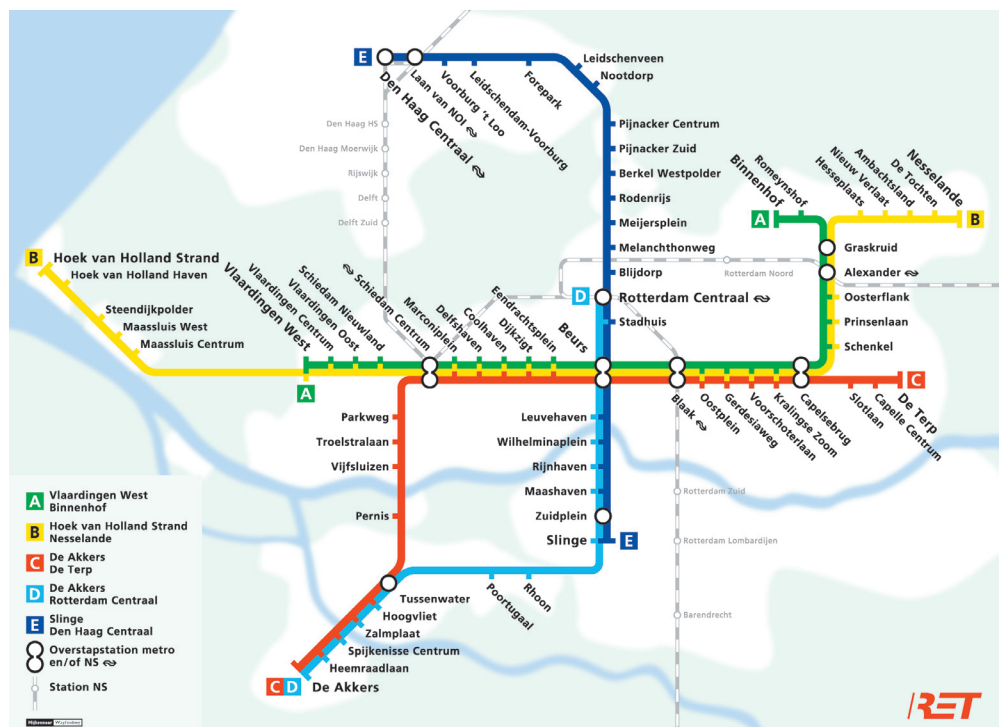 E
Den Haag Centraal
Laan van NOI
Voorburg 't Loo
Leidschendam-Voorburg
Forepark
Leidschenveen
Nootdorp
Pijnacker Centrum
Pijnacker Zuid
Berkel Westpolder
Rodenrijs
Meijersplein
Melanchthonweg
Blijdorp
D
Rotterdam Centraal
Stadhuis
Den Haag HS
Den Haag Moerwijk
Rijswijk
Delft
Delft Zuid
Rotterdam Noord
A
Binnenhof
Romeynshof
Hesseplaats
Nieuw Verlaat
Ambachtsland
De Tochten
Nesselande
B
Graskruid
Alexander
Oosterflank
Prinsenlaan
Schenkel
B
Hoek van Holland Strand
Hoek van Holland Haven
Steendijkpolder
Maassluis West
Maassluis Centrum
Vlaardingen West
Vlaardingen Centrum
Vlaardingen Oost
Schiedam Nieuwland
Schiedam Centrum
Marconiplein
Delfshaven
Coolhaven
Dijkzigt
Eendrachtsplein
Beurs
A
Blaak
Oostplein
Gerdesiaweg
Voorschoterlaan
Kralingse Zoom
Capelsebrug
Slotlaan
Capelle Centrum
De Terp
C
Parkweg
Troelstralaan
Vijfsluizen
Pernis
Leuvehaven
Wilhelminaplein
Rijnhaven
Maashaven
Zuidplein
Slinge
E
Rotterdam Zuid
Rotterdam Lombardijen
Barendrecht
Tussenwater
Hoogvliet
Zalmplaat
Spijkenisse Centrum
Heemraadlaan
C D De Akkers
Poortugaal
Rhoon
A Vlaardingen West
Binnenhof
B Hoek van Holland Strand
Nesselande
C De Akkers
De Terp
D De Akkers
Rotterdam Centraal
E Slinge
Den Haag Centraal
Overstapstation metro
en/of NS
Station NS
RET